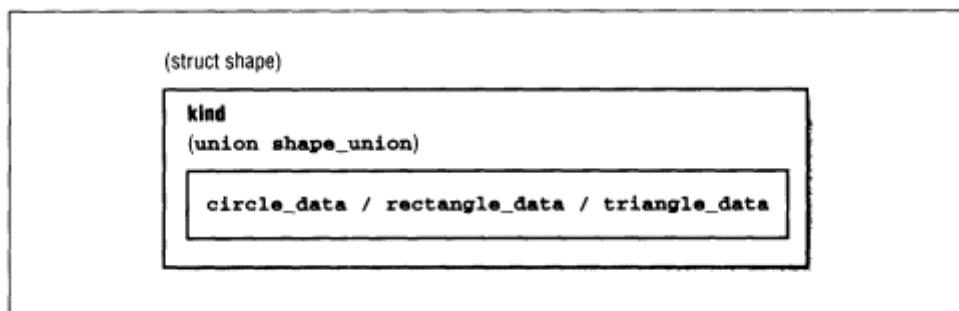 (struct shape)
kind
(union shape_union)
circle_data / rectangle_data / triangle_data